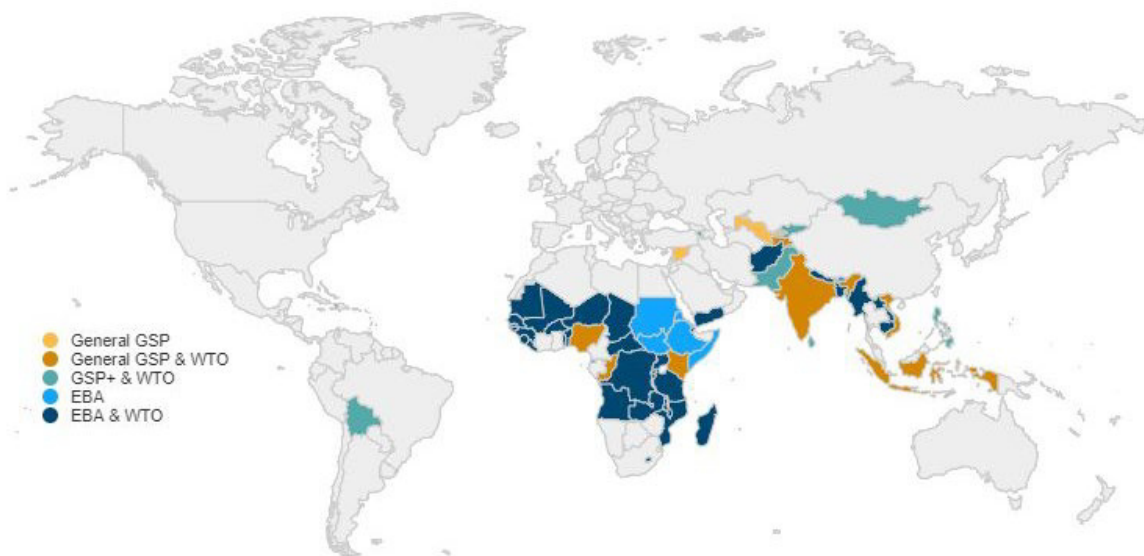 General GSP
General GSP & WTO
GSP+ & WTO
EBA
EBA & WTO